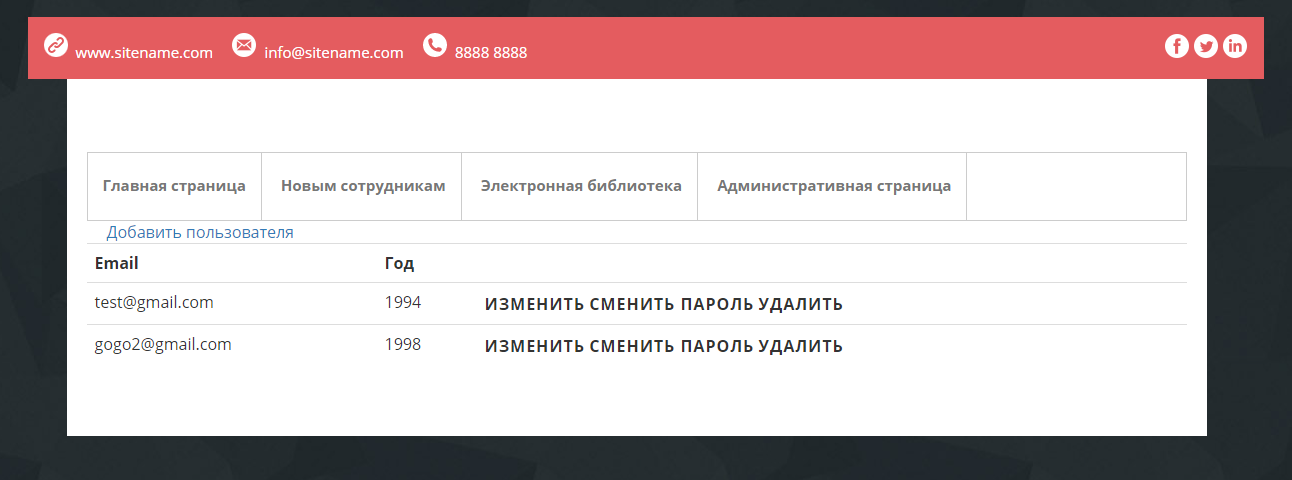 www.sitename.com info@sitename.com 8888 8888
Главная страница Новым сотрудникам Электронная библиотека Административная страница
Добавить пользователя
Email Год
test@gmail.com 1994 ИЗМЕНИТЬ СМЕНИТЬ ПАРОЛЬ УДАЛИТЬ
gogo2@gmail.com 1998 ИЗМЕНИТЬ СМЕНИТЬ ПАРОЛЬ УДАЛИТЬ